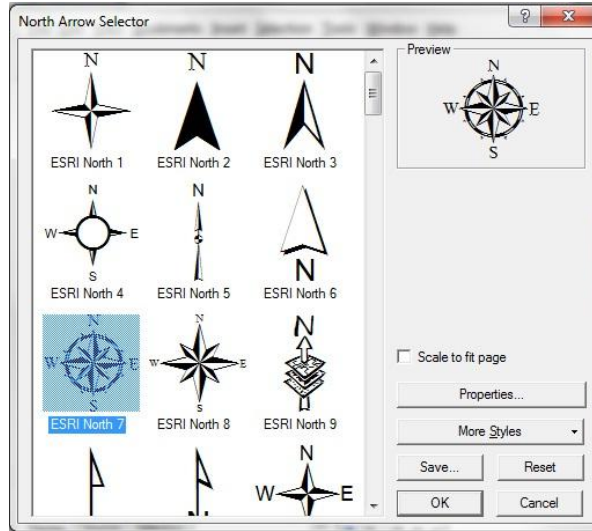 North Arrow Selector
Preview
N
W E
S
N N N
ESRI North 1 ESRI North 2 ESRI North 3
N N
W E
S N
ESRI North 4 ESRI North 5 ESRI North 6
N N N
W E W E
S S
ESRI North 7 ESRI North 8 ESRI North 9
N N
W E
Scale to fit page
Properties...
More Styles
Save... Reset
OK Cancel